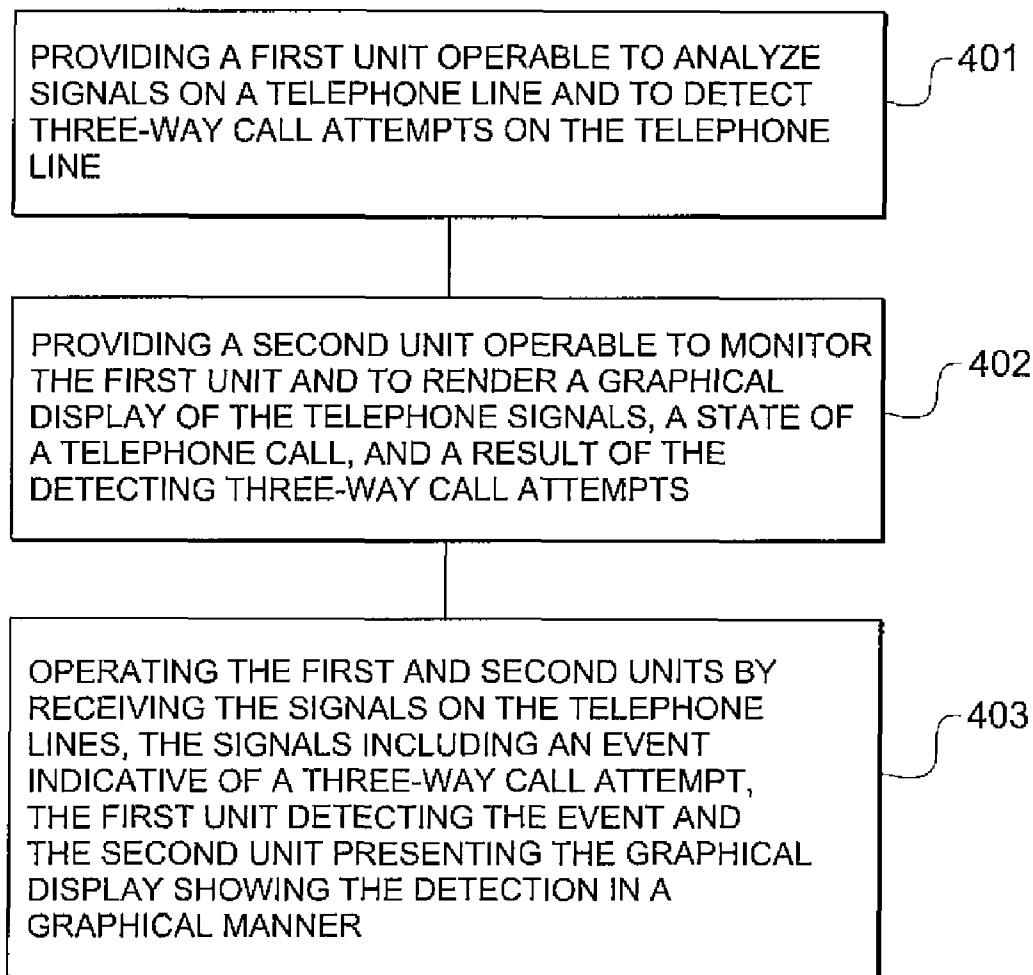 PROVIDING A FIRST UNIT OPERABLE TO ANALYZE
SIGNALS ON A TELEPHONE LINE AND TO DETECT
THREE-WAY CALL ATTEMPTS ON THE TELEPHONE
LINE
401
PROVIDING A SECOND UNIT OPERABLE TO MONITOR
THE FIRST UNIT AND TO RENDER A GRAPHICAL
DISPLAY OF THE TELEPHONE SIGNALS, A STATE OF
A TELEPHONE CALL, AND A RESULT OF THE
DETECTING THREE-WAY CALL ATTEMPTS
402
OPERATING THE FIRST AND SECOND UNITS BY
RECEIVING THE SIGNALS ON THE TELEPHONE
LINES, THE SIGNALS INCLUDING AN EVENT
INDICATIVE OF A THREE-WAY CALL ATTEMPT,
THE FIRST UNIT DETECTING THE EVENT AND
THE SECOND UNIT PRESENTING THE GRAPHICAL
DISPLAY SHOWING THE DETECTION IN A
GRAPHICAL MANNER
403